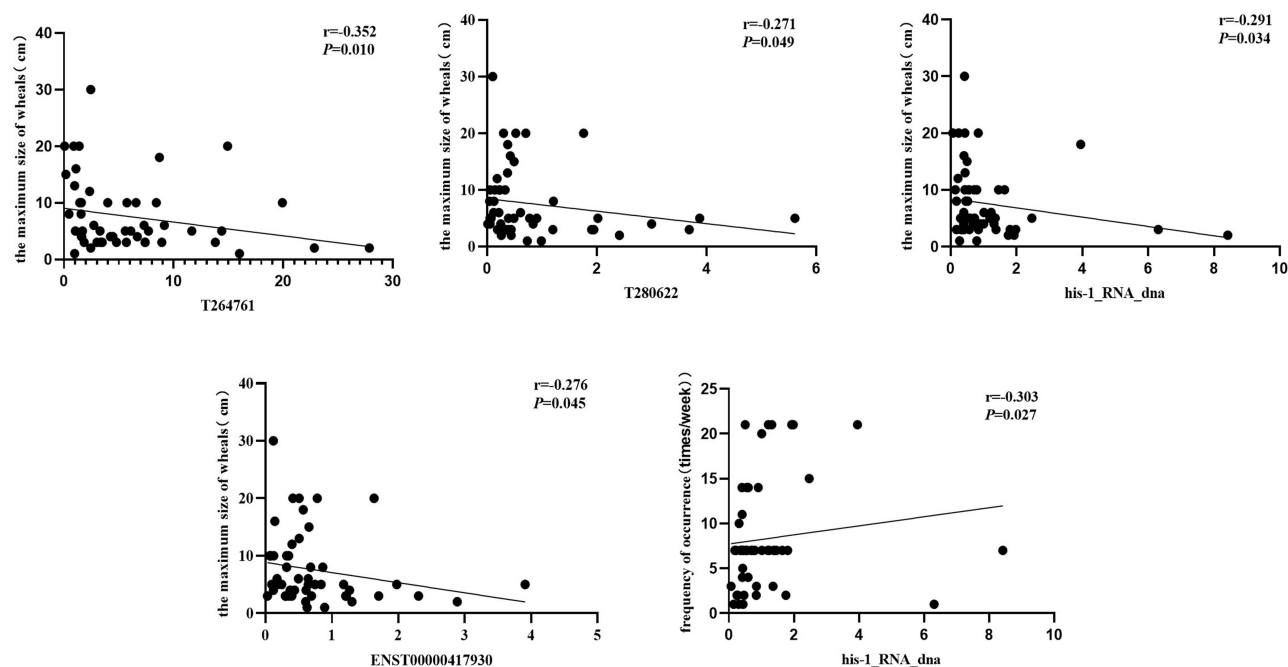 r=-0.352
P=0.010
the maximum size of wheals( cm)
40
30
20
10
0
0
10
20
30
T264761
r=-0.271
P=0.049
the maximum size of wheals( cm)
40
30
20
10
0
0
2
4
6
T280622
r=-0.291
P=0.034
the maximum size of wheals( cm)
40
30
20
10
0
0
2
4
6
8
10
his-1_RNA_dna
r=-0.276
P=0.045
the maximum size of wheals( cm)
40
30
20
10
0
0
1
2
3
4
5
ENST00000417930
r=-0.303
P=0.027
frequency of occurrence(times/week))
25
20
15
10
5
0
0
2
4
6
8
10
his-1_RNA_dna